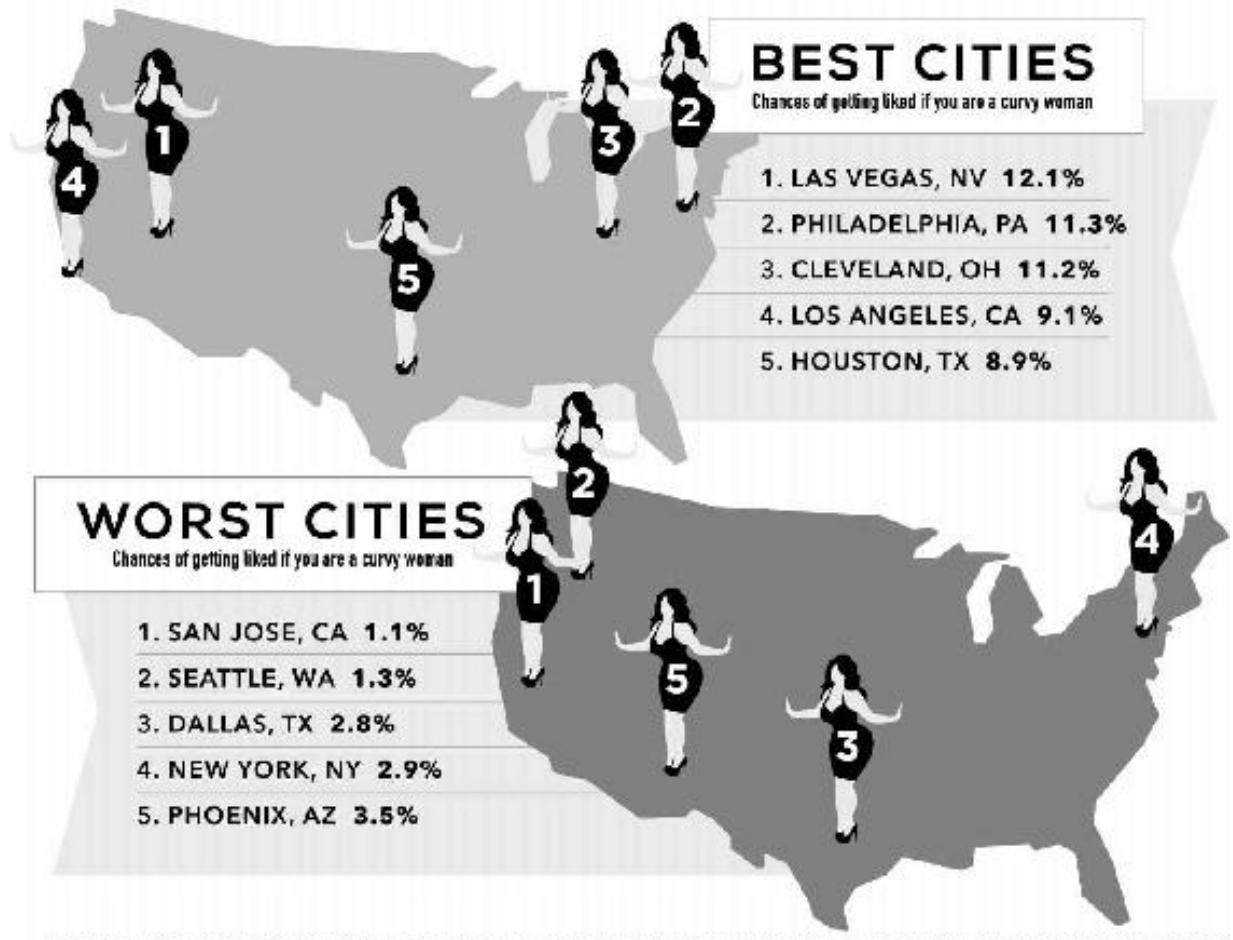 BEST CITIES
Chances of getting liked if you are a curvy woman
1. LAS VEGAS, NV 12.1%
2. PHILADELPHIA, PA 11.3%
3. CLEVELAND, OH 11.2%
4. LOS ANGELES, CA 9.1%
5. HOUSTON, TX 8.9%
1
2
3
4
5
WORST CITIES
Chances of getting liked if you are a curvy woman
1. SAN JOSE, CA 1.1%
2. SEATTLE, WA 1.3%
3. DALLAS, TX 2.8%
4. NEW YORK, NY 2.9%
5. PHOENIX, AZ 3.5%
2
1
4
5
3